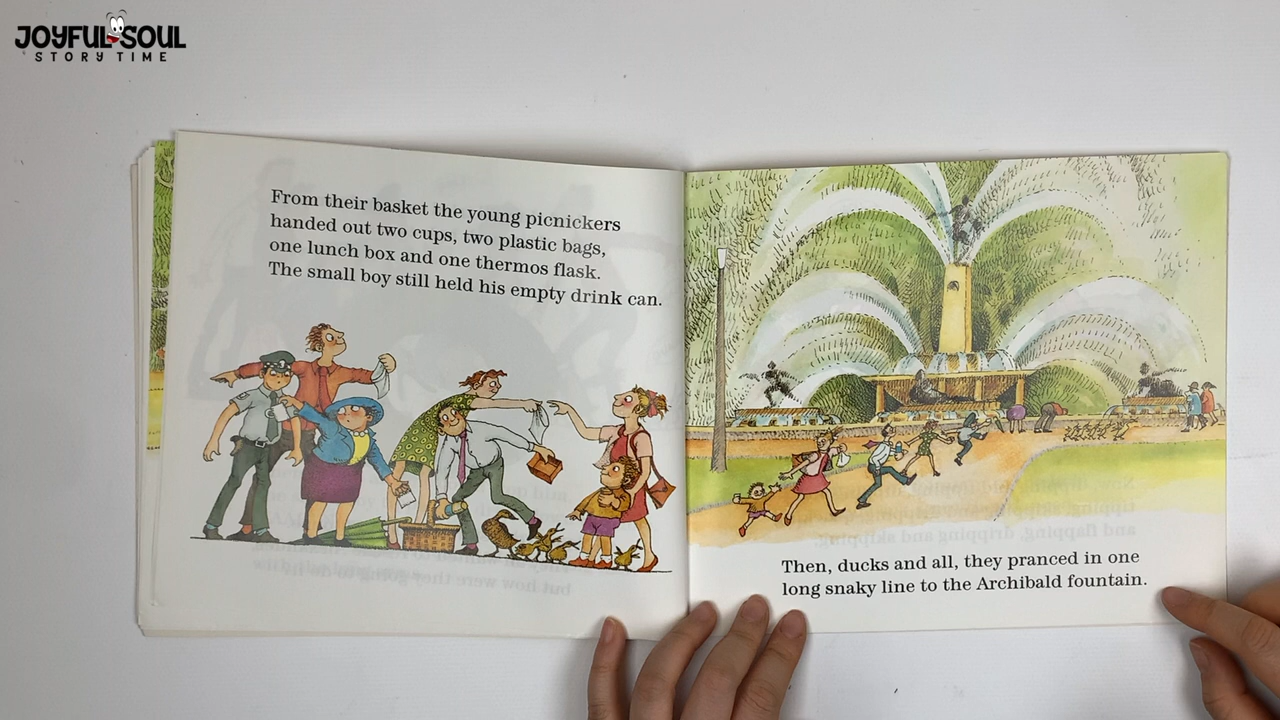 JOYFUL SOUL
STORY TIME
From their basket the young picnickers
handed out two cups, two plastic bags,
one lunch box and one thermos flask.
The small boy still held his empty drink can.
Then, ducks and all, they pranced in one
long snaky line to the Archibald fountain.